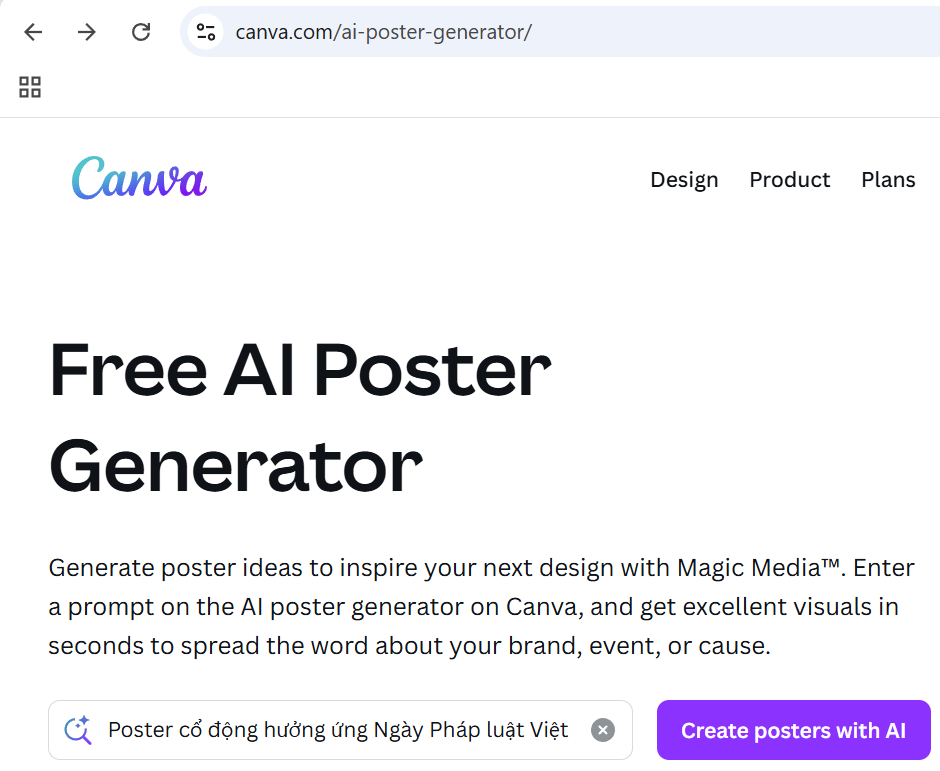 canva.com/ai-poster-generator/
Canva
Design Product Plans
Free AI Poster
Generator
Generate poster ideas to inspire your next design with Magic Media™. Enter
a prompt on the AI poster generator on Canva, and get excellent visuals in
seconds to spread the word about your brand, event, or cause.
Poster cổ động hưởng ứng Ngày Pháp luật Việt
Create posters with AI